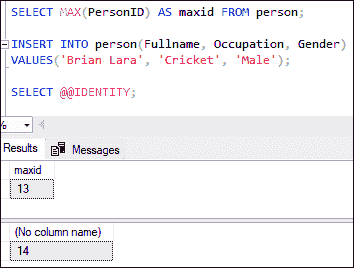 SELECT MAX(PersonID) AS maxid FROM person;
INSERT INTO person(Fullname, Occupation, Gender)
VALUES('Brian Lara', 'Cricket', 'Male');
SELECT @@IDENTITY;
%
Results Messages
maxid
13
(No column name)
14